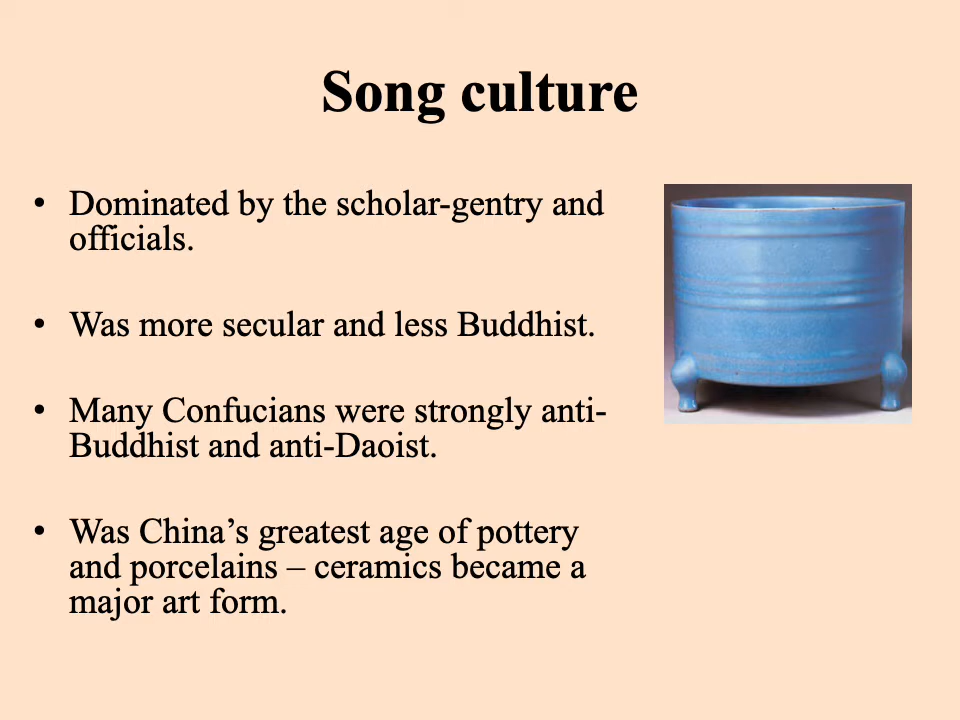 Song culture
• Dominated by the scholar-gentry and
officials.
• Was more secular and less Buddhist.
• Many Confucians were strongly anti-
Buddhist and anti-Daoist.
• Was China’s greatest age of pottery
and porcelains – ceramics became a
major art form.